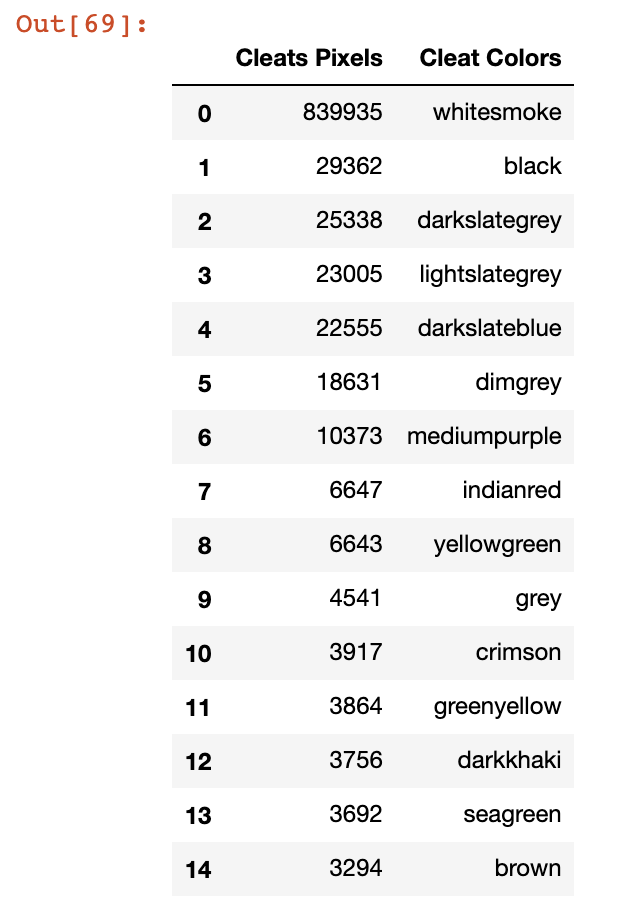 Out[69]:
Cleats Pixels Cleat Colors
0 839935 whitesmoke
1 29362 black
2 25338 darkslategrey
3 23005 lightslategrey
4 22555 darkslateblue
5 18631 dimgrey
6 10373 mediumpurple
7 6647 indianred
8 6643 yellowgreen
9 4541 grey
10 3917 crimson
11 3864 greenyellow
12 3756 darkkhaki
13 3692 seagreen
14 3294 brown